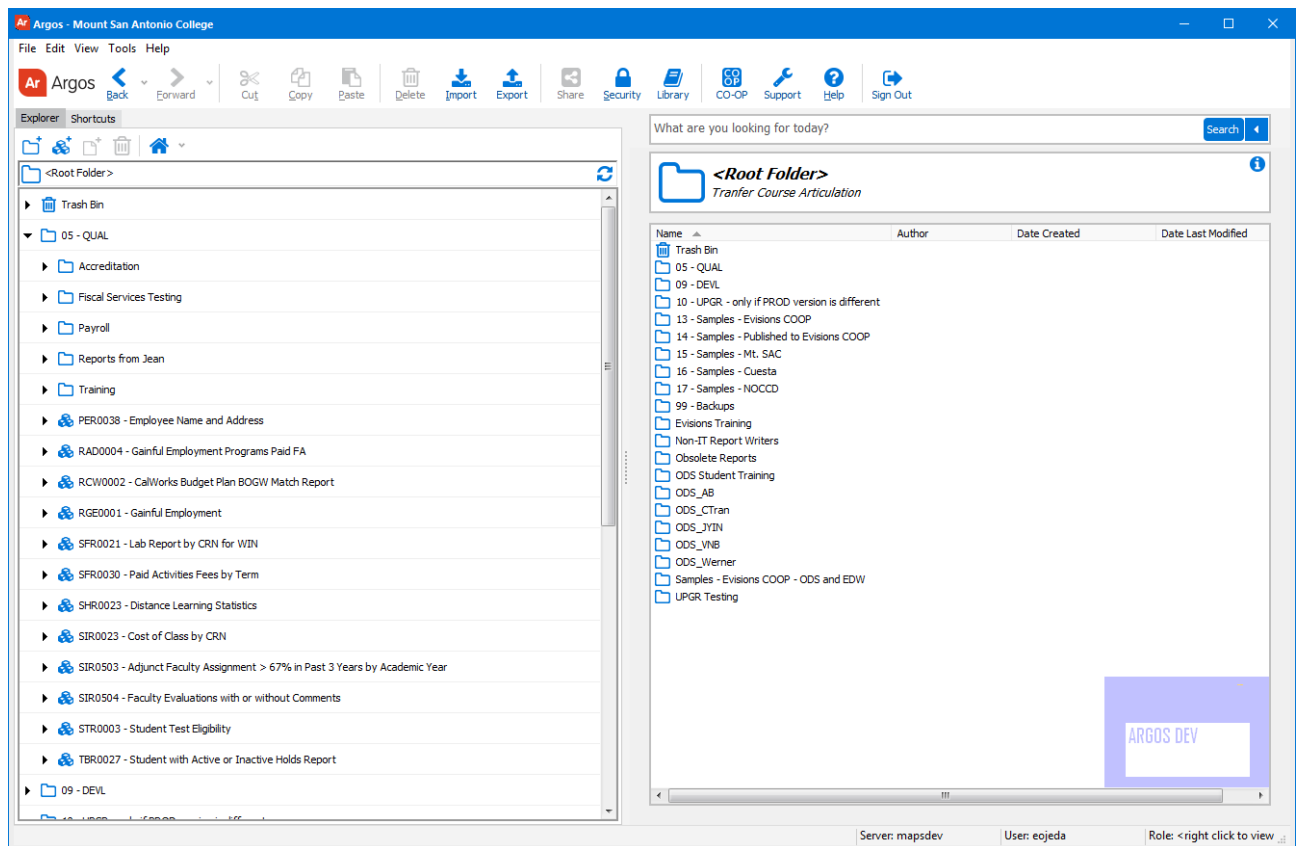 Ar Argos - Mount San Antonio College
File Edit View Tools Help
Ar Argos Back Forward Cut Copy Paste Delete Import Export Share Security Library CO-OP Support Help Sign Out
Explorer Shortcuts
<Root Folder>
Trash Bin
05 - QUAL
Accreditation
Fiscal Services Testing
Payroll
Reports from Jean
Training
PER0038 - Employee Name and Address
RAD0004 - Gainful Employment Programs Paid FA
RCW0002 - CalWorks Budget Plan BOGW Match Report
RGE0001 - Gainful Employment
SFR0021 - Lab Report by CRN for WIN
SFR0030 - Paid Activities Fees by Term
SHR0023 - Distance Learning Statistics
SIR0023 - Cost of Class by CRN
SIR0503 - Adjunct Faculty Assignment > 67% in Past 3 Years by Academic Year
SIR0504 - Faculty Evaluations with or without Comments
STR0003 - Student Test Eligibility
TBR0027 - Student with Active or Inactive Holds Report
09 - DEVL
What are you looking for today? Search
<Root Folder>
Tranfer Course Articulation
Name Author Date Created Date Last Modified
Trash Bin
05 - QUAL
09 - DEVL
10 - UPGR - only if PROD version is different
13 - Samples - Evisions COOP
14 - Samples - Published to Evisions COOP
15 - Samples - Mt. SAC
16 - Samples - Cuesta
17 - Samples - NOCCD
99 - Backups
Evisions Training
Non-IT Report Writers
Obsolete Reports
ODS Student Training
ODS_AB
ODS_CTran
ODS_JYIN
ODS_VNB
ODS_Werner
Samples - Evisions COOP - ODS and EDW
UPGR Testing
ARGOS DEV
Server: mapsdev User: eojeda Role: <right click to view